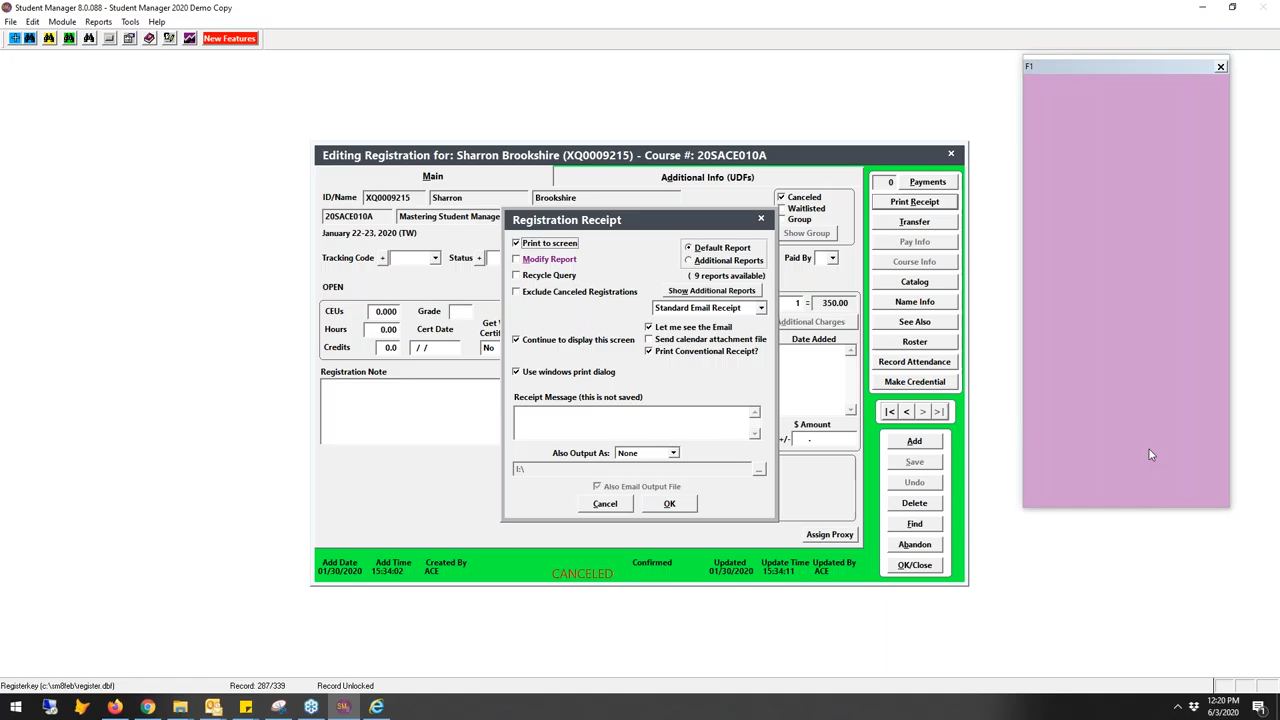 Student Manager 8.0.088 - Student Manager 2020 Demo Copy
File Edit Module Reports Tools Help
New Features
F1
Editing Registration for: Sharron Brookshire (XQ0009215) - Course #: 20SACE010A
Main Additional Info (UDFs)
ID/Name XQ0009215 Sharron Brookshire
20SACE010A Mastering Student Manage
January 22-23, 2020 (TW)
Tracking Code + Status +
OPEN
CEUs 0.000 Grade
Hours 0.00 Cert Date Get
Certifi
Credits 0.0 / / No
Registration Note
Canceled
Waitlisted
Group
Show Group
Paid By
1 = 350.00
dditional Charges
Date Added
$ Amount
+/- .
Assign Proxy
Registration Receipt
Print to screen
Modify Report
Recycle Query
Exclude Canceled Registrations
Continue to display this screen
Use windows print dialog
Default Report
Additional Reports
( 9 reports available)
Show Additional Reports
Standard Email Receipt
Let me see the Email
Send calendar attachment file
Print Conventional Receipt?
Receipt Message (this is not saved)
Also Output As: None
I:\ ...
Also Email Output File
Cancel OK
0 Payments
Print Receipt
Transfer
Pay Info
Course Info
Catalog
Name Info
See Also
Roster
Record Attendance
Make Credential
|< < > >|
Add
Save
Undo
Delete
Find
Abandon
OK/Close
Add Date Add Time Created By Confirmed Updated Update Time Updated By
01/30/2020 15:34:02 ACE CANCELED 01/30/2020 15:34:11 ACE
Registerkey (c:\sm8feb\register.dbf) Record: 287/339 Record Unlocked
12:20 PM
6/3/2020